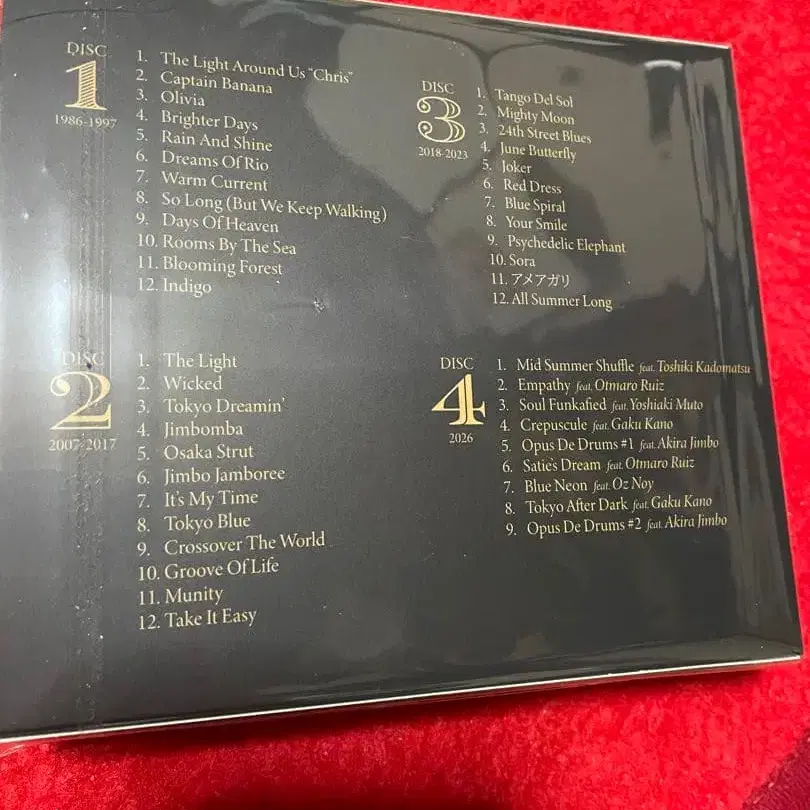 DISC
1
1986-1997
1. The Light Around Us "Chris"
2. Captain Banana
3. Olivia
4. Brighter Days
5. Rain And Shine
6. Dreams Of Rio
7. Warm Current
8. So Long (But We Keep Walking)
9. Days Of Heaven
10. Rooms By The Sea
11. Blooming Forest
12. Indigo
DISC
2
2007-2017
1. The Light
2. Wicked
3. Tokyo Dreamin'
4. Jimbomba
5. Osaka Strut
6. Jimbo Jamboree
7. It's My Time
8. Tokyo Blue
9. Crossover The World
10. Groove Of Life
11. Munity
12. Take It Easy
DISC
3
2018-2023
1. Tango Del Sol
2. Mighty Moon
3. 24th Street Blues
4. June Butterfly
5. Joker
6. Red Dress
7. Blue Spiral
8. Your Smile
9. Psychedelic Elephant
10. Sora
11. アメアガリ
12. All Summer Long
DISC
4
2026
1. Mid Summer Shuffle feat. Toshiki Kadomatsu
2. Empathy feat. Otmaro Ruiz
3. Soul Funkafied feat. Yoshiaki Muto
4. Crepuscule feat. Gaku Kano
5. Opus De Drums #1 feat. Akira Jimbo
6. Satie's Dream feat. Otmaro Ruiz
7. Blue Neon feat. Oz Noy
8. Tokyo After Dark feat. Gaku Kano
9. Opus De Drums #2 feat. Akira Jimbo